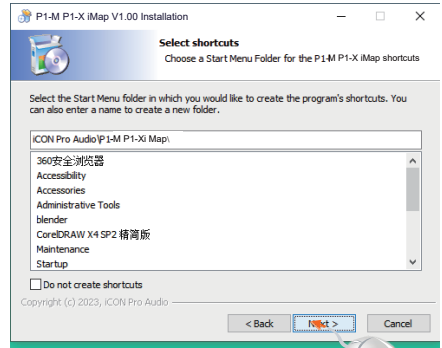 P1-M P1-X iMap V1.00 Installation
Select shortcuts
Choose a Start Menu Folder for the P1-M P1-X iMap shortcuts
Select the Start Menu folder in which you would like to create the program's shortcuts. You
can also enter a name to create a new folder.
iCON Pro Audio\P1-M P1-Xi Map\
360安全浏览器
Accessibility
Accessories
Administrative Tools
blender
CorelDRAW X4 SP2 精简版
Maintenance
Startup
Do not create shortcuts
Copyright (c) 2023, iCON Pro Audio
< Back
Next >
Cancel